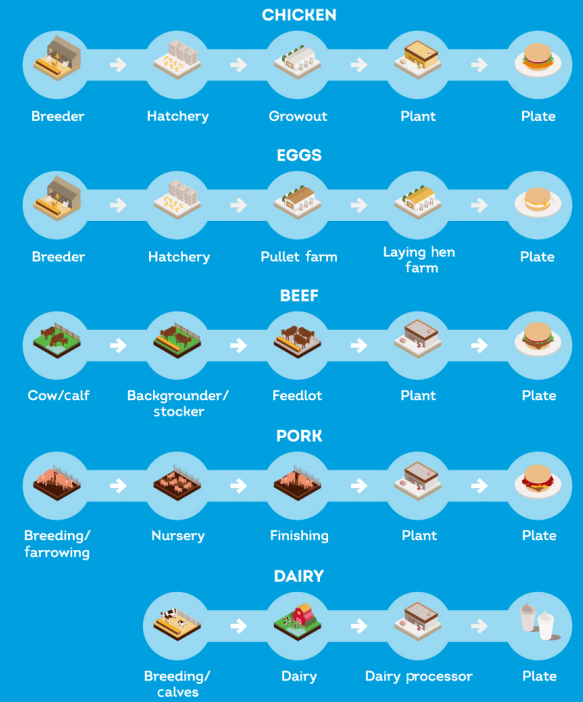 CHICKEN
Breeder
Hatchery
Growout
Plant
Plate
EGGS
Breeder
Hatchery
Pullet farm
Laying hen
farm
Plate
BEEF
Cow/calf
Backgrounder/
stocker
Feedlot
Plant
Plate
PORK
Breeding/
farrowing
Nursery
Finishing
Plant
Plate
DAIRY
Breeding/
calves
Dairy
Dairy processor
Plate